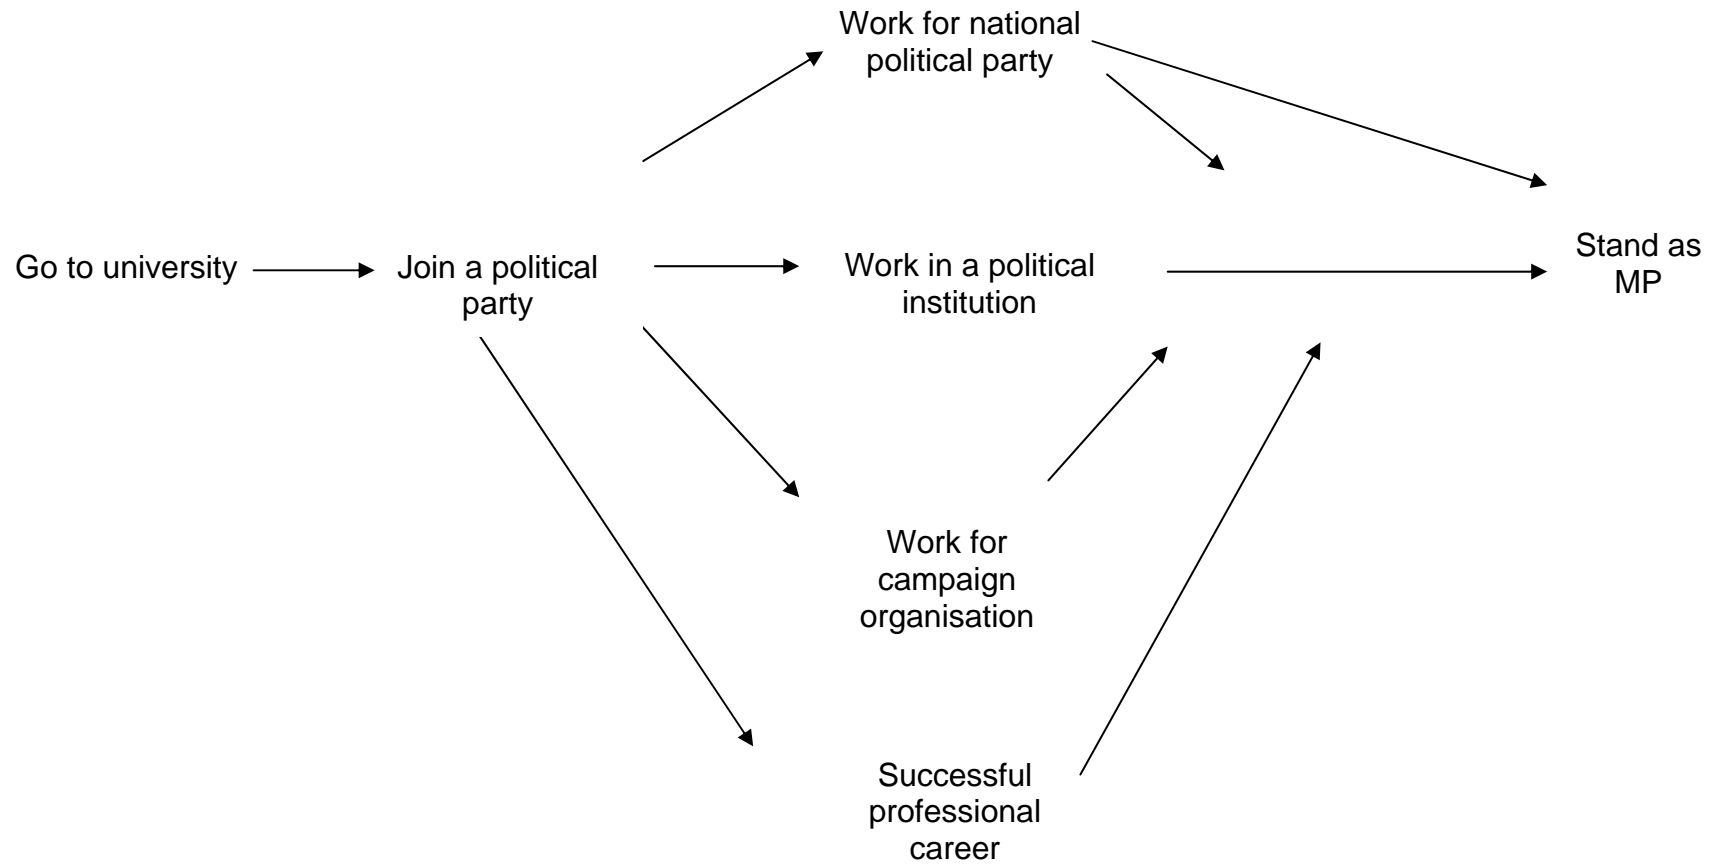 Work for national
political party
Go to university
Join a political
party
Work in a political
institution
Stand as
MP
Work for
campaign
organisation
Successful
professional
career